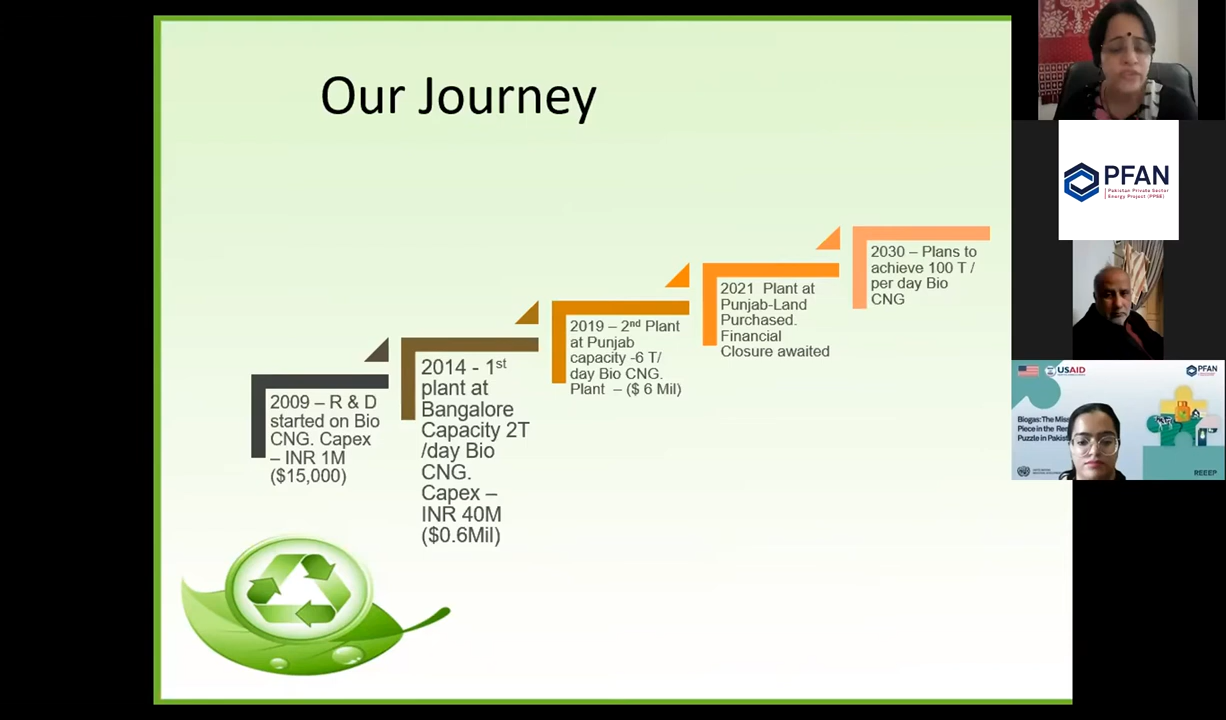 Our Journey
2009 – R & D
started on Bio
CNG. Capex
– INR 1M
($15,000)
2014 - 1st
plant at
Bangalore
Capacity 2T
/day Bio
CNG.
Capex –
INR 40M
($0.6Mil)
2019 – 2nd Plant
at Punjab
capacity -6 T/
day Bio CNG.
Plant – ($ 6 Mil)
2021 Plant at
Punjab-Land
Purchased.
Financial
Closure awaited
2030 – Plans to
achieve 100 T /
per day Bio
CNG
PFAN
Pakistan Private Sector
Energy Project (PPSE)
USAID
PFAN
Biogas: The
Piece in the
Puzzle in
REEEP